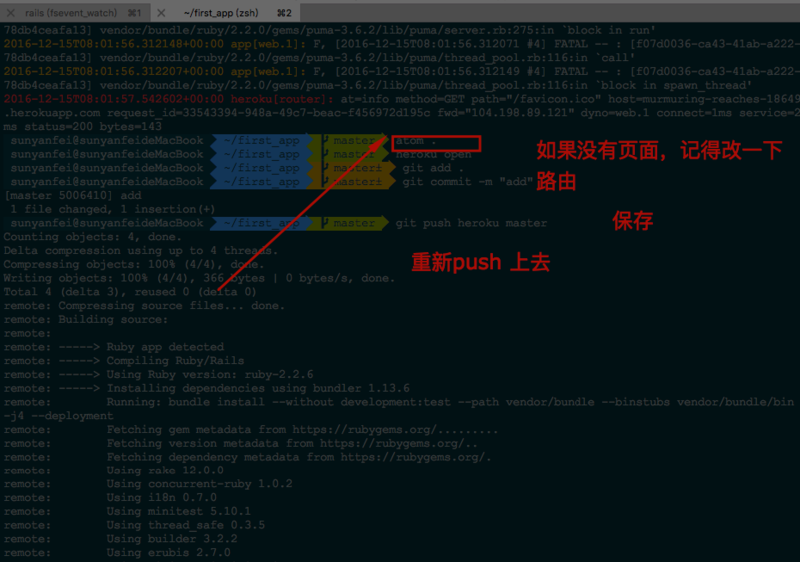 × rails (fsevent_watch) ⌘1 × ~/first_app (zsh) ⌘2
78db4ceafa13] vendor/bundle/ruby/2.2.0/gems/puma-3.6.2/lib/puma/server.rb:275:in `block in run'
2016-12-15T08:01:56.312148+00:00 app[web.1]: F, [2016-12-15T08:01:56.312071 #4] FATAL -- : [f07d0036-ca43-41ab-a222-
78db4ceafa13] vendor/bundle/ruby/2.2.0/gems/puma-3.6.2/lib/puma/thread_pool.rb:116:in `call'
2016-12-15T08:01:56.312207+00:00 app[web.1]: F, [2016-12-15T08:01:56.312149 #4] FATAL -- : [f07d0036-ca43-41ab-a222-
78db4ceafa13] vendor/bundle/ruby/2.2.0/gems/puma-3.6.2/lib/puma/thread_pool.rb:116:in `block in spawn_thread'
2016-12-15T08:01:57.542602+00:00 heroku[router]: at=info method=GET path="/favicon.ico" host=murmuring-reaches-18649
.herokuapp.com request_id=33543394-948a-49c7-beac-f456972d195c fwd="104.198.89.121" dyno=web.1 connect=1ms service=2
ms status=200 bytes=143
sunyanfei@sunyanfeideMacBook ~/first_app master atom .
sunyanfei@sunyanfeideMacBook ~/first_app master heroku open
sunyanfei@sunyanfeideMacBook ~/first_app master± git add .
sunyanfei@sunyanfeideMacBook ~/first_app master± git commit -m "add"
[master 5006410] add
1 file changed, 1 insertion(+)
sunyanfei@sunyanfeideMacBook ~/first_app master git push heroku master
如果没有页面，记得改一下
路由
保存
重新push 上去
Counting objects: 4, done.
Delta compression using up to 4 threads.
Compressing objects: 100% (4/4), done.
Writing objects: 100% (4/4), 366 bytes | 0 bytes/s, done.
Total 4 (delta 3), reused 0 (delta 0)
remote: Compressing source files... done.
remote: Building source:
remote:
remote: -----> Ruby app detected
remote: -----> Compiling Ruby/Rails
remote: -----> Using Ruby version: ruby-2.2.6
remote: -----> Installing dependencies using bundler 1.13.6
remote: Running: bundle install --without development:test --path vendor/bundle --binstubs vendor/bundle/bin
-j4 --deployment
remote: Fetching gem metadata from https://rubygems.org/.........
remote: Fetching version metadata from https://rubygems.org/..
remote: Fetching dependency metadata from https://rubygems.org/.
remote: Using rake 12.0.0
remote: Using concurrent-ruby 1.0.2
remote: Using i18n 0.7.0
remote: Using minitest 5.10.1
remote: Using thread_safe 0.3.5
remote: Using builder 3.2.2
remote: Using erubis 2.7.0